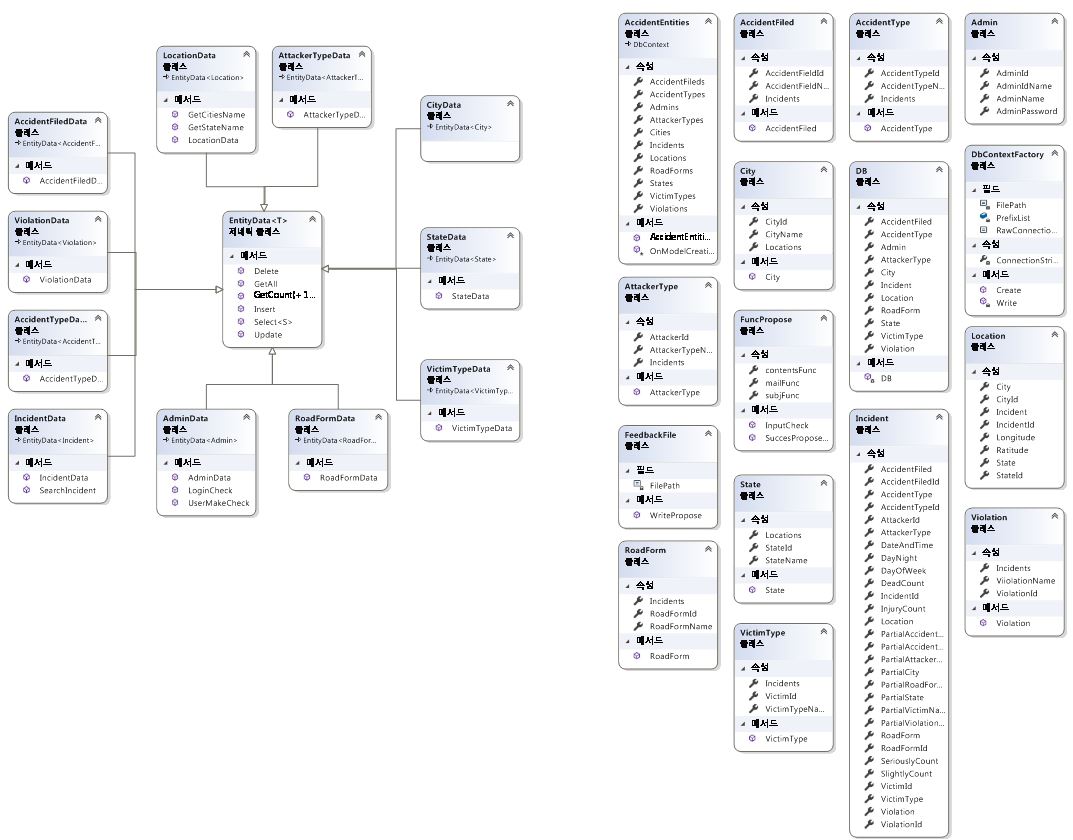 LocationData
클래스
EntityData<Location>
메서드
GetCitiesName
GetStateName
LocationData
AttackerTypeData
클래스
EntityData<AttackerT...
메서드
AttackerTypeD...
CityData
클래스
EntityData<City>
AccidentFiledData
클래스
EntityData<AccidentF...
메서드
AccidentFiledD...
ViolationData
클래스
EntityData<Violation>
메서드
ViolationData
EntityData<T>
제네릭 클래스
메서드
Delete
GetAll
GetCount(+ 1...
Insert
Select<S>
Update
StateData
클래스
EntityData<State>
메서드
StateData
AccidentTypeDa...
클래스
EntityData<AccidentT...
메서드
AccidentTypeD...
VictimTypeData
클래스
EntityData<VictimTyp...
메서드
VictimTypeData
IncidentData
클래스
EntityData<Incident>
메서드
IncidentData
SearchIncident
AdminData
클래스
EntityData<Admin>
메서드
AdminData
LoginCheck
UserMakeCheck
RoadFormData
클래스
EntityData<RoadFor...
메서드
RoadFormData
AccidentEntities
클래스
DbContext
속성
AccidentFileds
AccidentTypes
Admins
AttackerTypes
Cities
Incidents
Locations
RoadForms
States
VictimTypes
Violations
메서드
AccidentEntiti...
OnModelCreati...
AttackerType
클래스
속성
AttackerId
AttackerTypeN...
Incidents
메서드
AttackerType
FeedbackFile
클래스
필드
FilePath
메서드
WritePropose
RoadForm
클래스
속성
Incidents
RoadFormId
RoadFormName
메서드
RoadForm
AccidentFiled
클래스
속성
AccidentFieldId
AccidentFieldN...
Incidents
메서드
AccidentFiled
City
클래스
속성
CityId
CityName
Locations
메서드
City
FuncPropose
클래스
속성
contentsFunc
mailFunc
subjFunc
메서드
InputCheck
SuccesPropose...
State
클래스
속성
Locations
StateId
StateName
메서드
State
VictimType
클래스
속성
Incidents
VictimId
VictimTypeNa...
메서드
VictimType
AccidentType
클래스
속성
AccidentTypeId
AccidentTypeN...
Incidents
메서드
AccidentType
DB
클래스
속성
AccidentFiled
AccidentType
Admin
AttackerType
City
Incident
Location
RoadForm
State
VictimType
Violation
메서드
DB
Incident
클래스
속성
AccidentFiled
AccidentFiledId
AccidentType
AccidentTypeId
AttackerId
AttackerType
DateAndTime
DayNight
DayOfWeek
DeadCount
IncidentId
InjuryCount
Location
PartialAccident...
PartialAccident...
PartialAttacker...
PartialCity
PartialRoadFor...
PartialState
PartialVictimNa...
PartialViolation...
RoadForm
RoadFormId
SeriouslyCount
SlightlyCount
VictimId
VictimType
Violation
ViolationId
Admin
클래스
속성
AdminId
AdminIdName
AdminName
AdminPassword
DbContextFactory
클래스
필드
FilePath
PrefixList
RawConnectio...
속성
ConnectionStri...
메서드
Create
Write
Location
클래스
속성
City
CityId
Incident
IncidentId
Longitude
Ratitude
State
StateId
Violation
클래스
속성
Incidents
ViiolationName
ViolationId
메서드
Violation